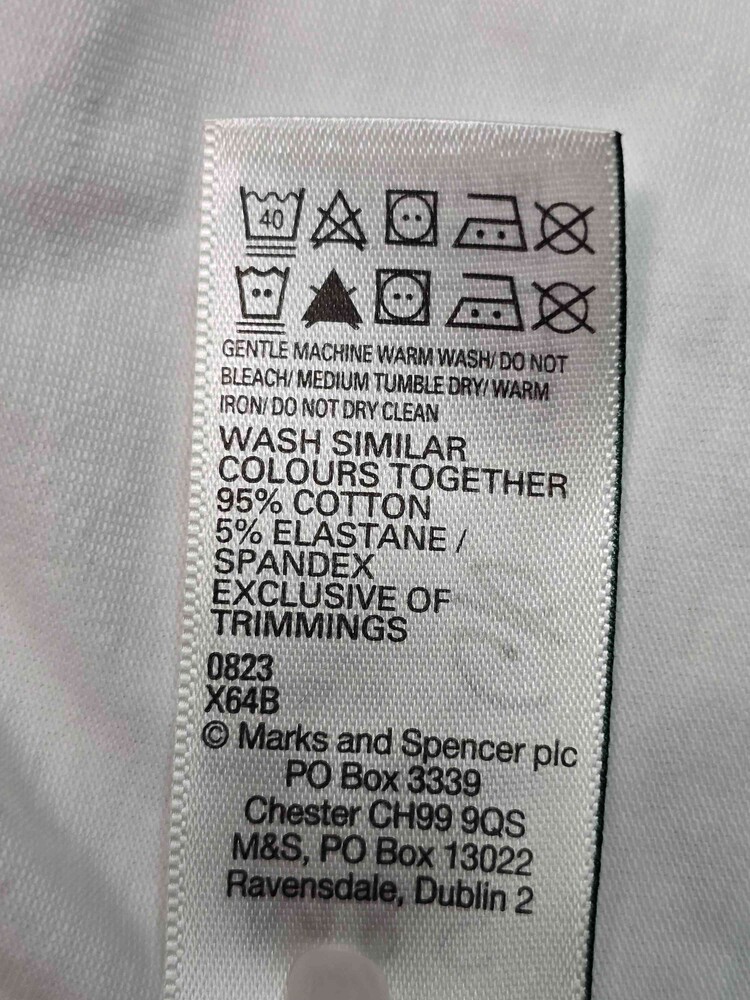 40
GENTLE MACHINE WARM WASH/ DO NOT
BLEACH/ MEDIUM TUMBLE DRY/ WARM
IRON/ DO NOT DRY CLEAN
WASH SIMILAR
COLOURS TOGETHER
95% COTTON
5% ELASTANE /
SPANDEX
EXCLUSIVE OF
TRIMMINGS
0823
X64B
© Marks and Spencer plc
PO Box 3339
Chester CH99 9QS
M&S, PO Box 13022
Ravensdale, Dublin 2